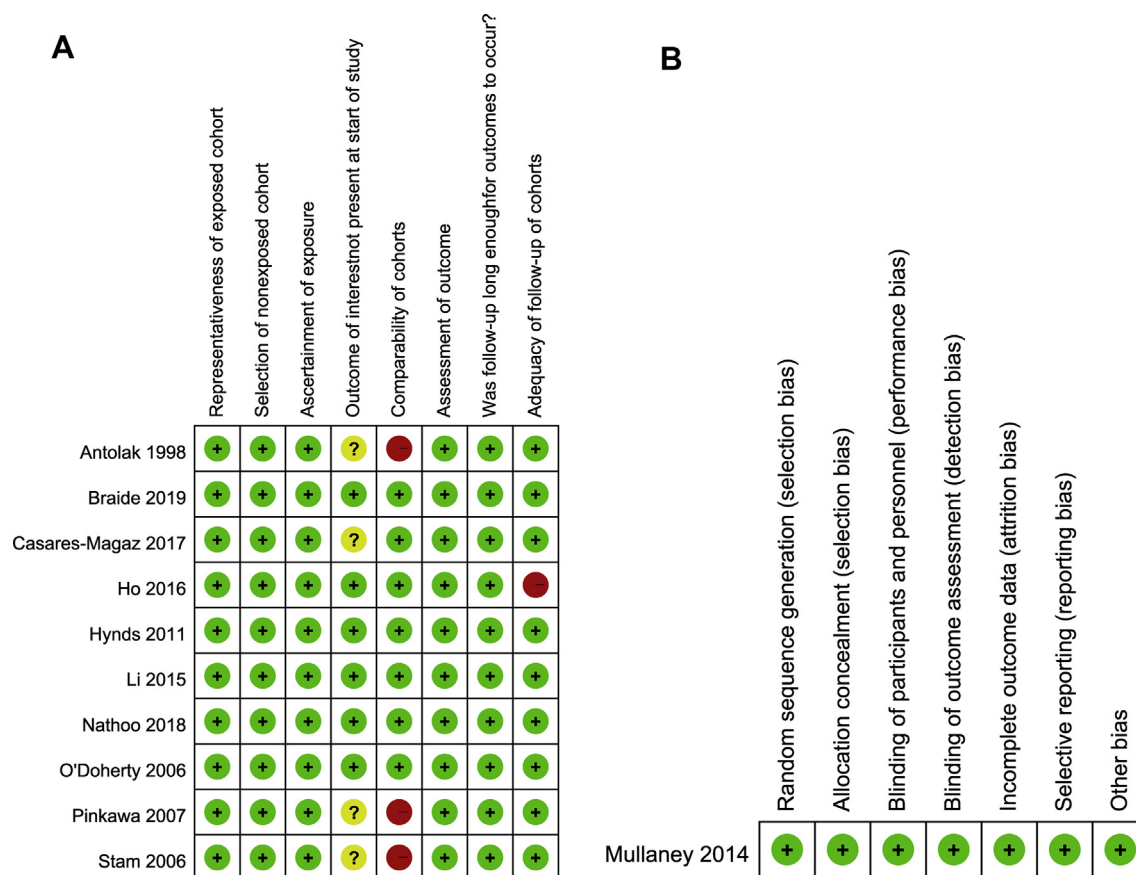 A
B
Representativeness of exposed cohort
Selection of nonexposed cohort
Ascertainment of exposure
Outcome of interestnot present at start of study
Comparability of cohorts
Assessment of outcome
Was follow-up long enoughfor outcomes to occur?
Adequacy of follow-up of cohorts
Antolak 1998 + + + ? − + + +
Braide 2019 + + + + + + + +
Casares-Magaz 2017 + + + ? + + + +
Ho 2016 + + + + + + + −
Hynds 2011 + + + + + + + +
Li 2015 + + + + + + + +
Nathoo 2018 + + + + + + + +
O'Doherty 2006 + + + + + + + +
Pinkawa 2007 + + + ? − + + +
Stam 2006 + + + ? − + + +
Random sequence generation (selection bias)
Allocation concealment (selection bias)
Blinding of participants and personnel (performance bias)
Blinding of outcome assessment (detection bias)
Incomplete outcome data (attrition bias)
Selective reporting (reporting bias)
Other bias
Mullaney 2014 + + + + + + +